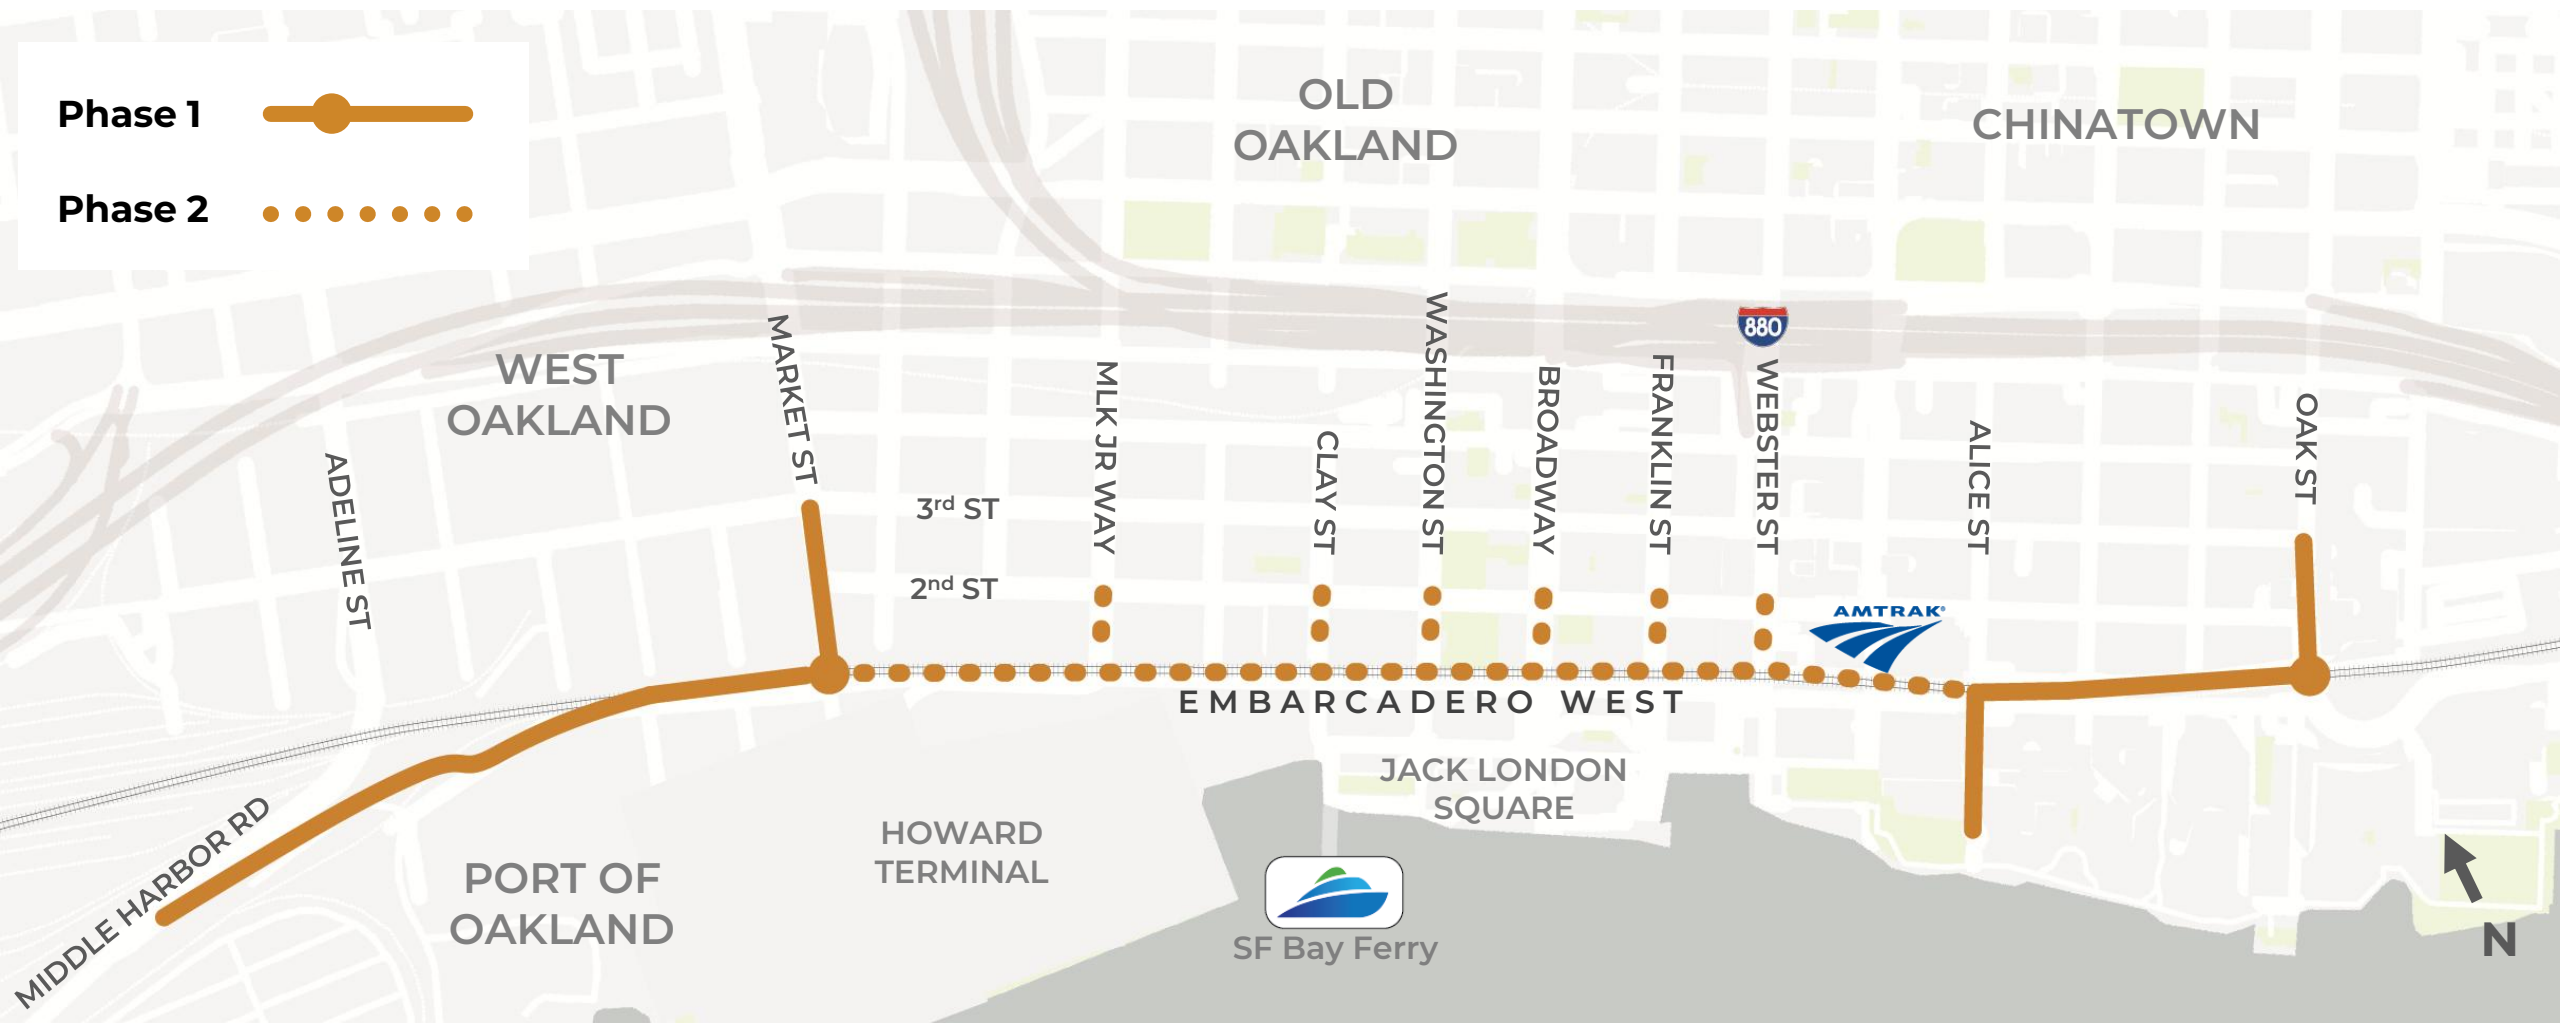 Phase 1
Phase 2
OLD
OAKLAND
CHINATOWN
880
WEST
OAKLAND
MARKET ST
ADELINE ST
MLK JR WAY
CLAY ST
WASHINGTON ST
BROADWAY
FRANKLIN ST
WEBSTER ST
ALICE ST
OAK ST
3rd ST
2nd ST
AMTRAK®
EMBARCADERO WEST
JACK LONDON
SQUARE
HOWARD
TERMINAL
MIDDLE HARBOR RD
PORT OF
OAKLAND
SF Bay Ferry
N